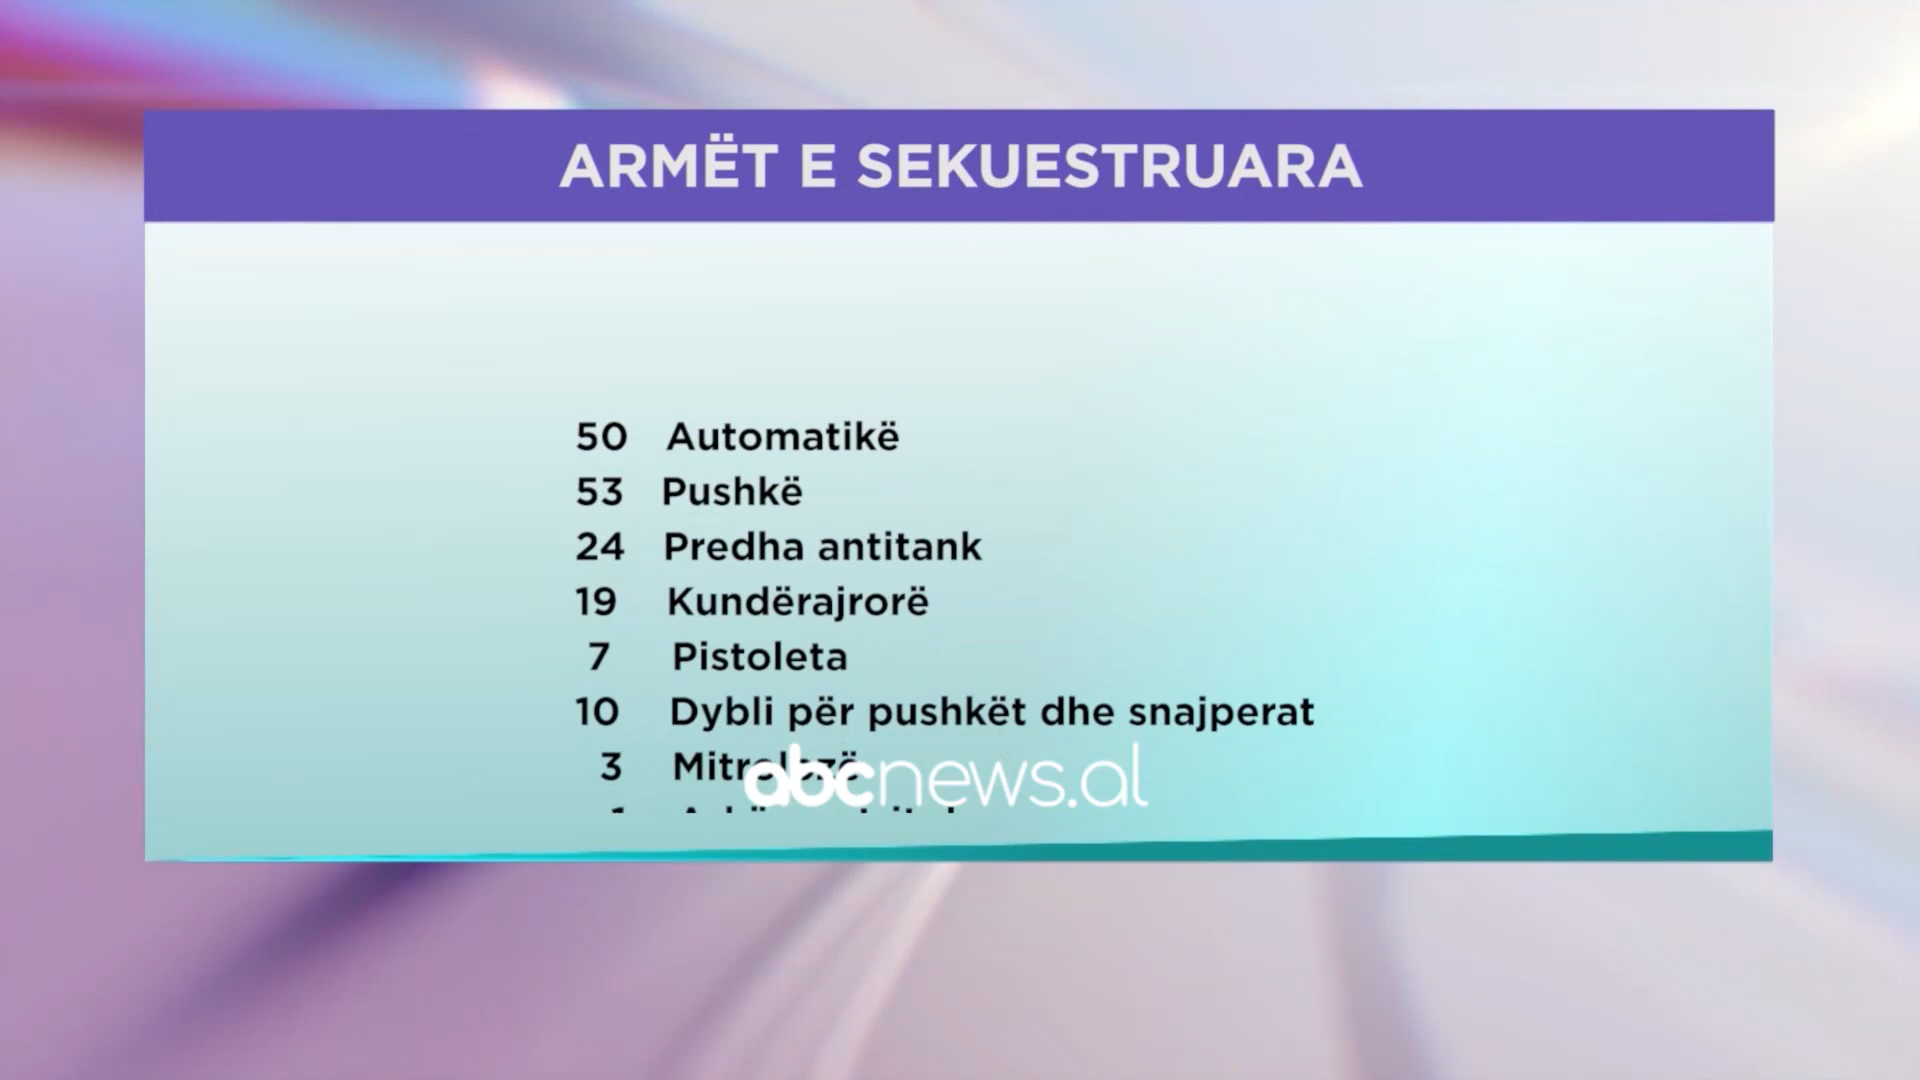 ARMËT E SEKUESTRUARA
50 Automatikë
53 Pushkë
24 Predha antitank
19 Kundërajrorë
7 Pistoleta
10 Dybli për pushkët dhe snajperat
3
abcnews.al